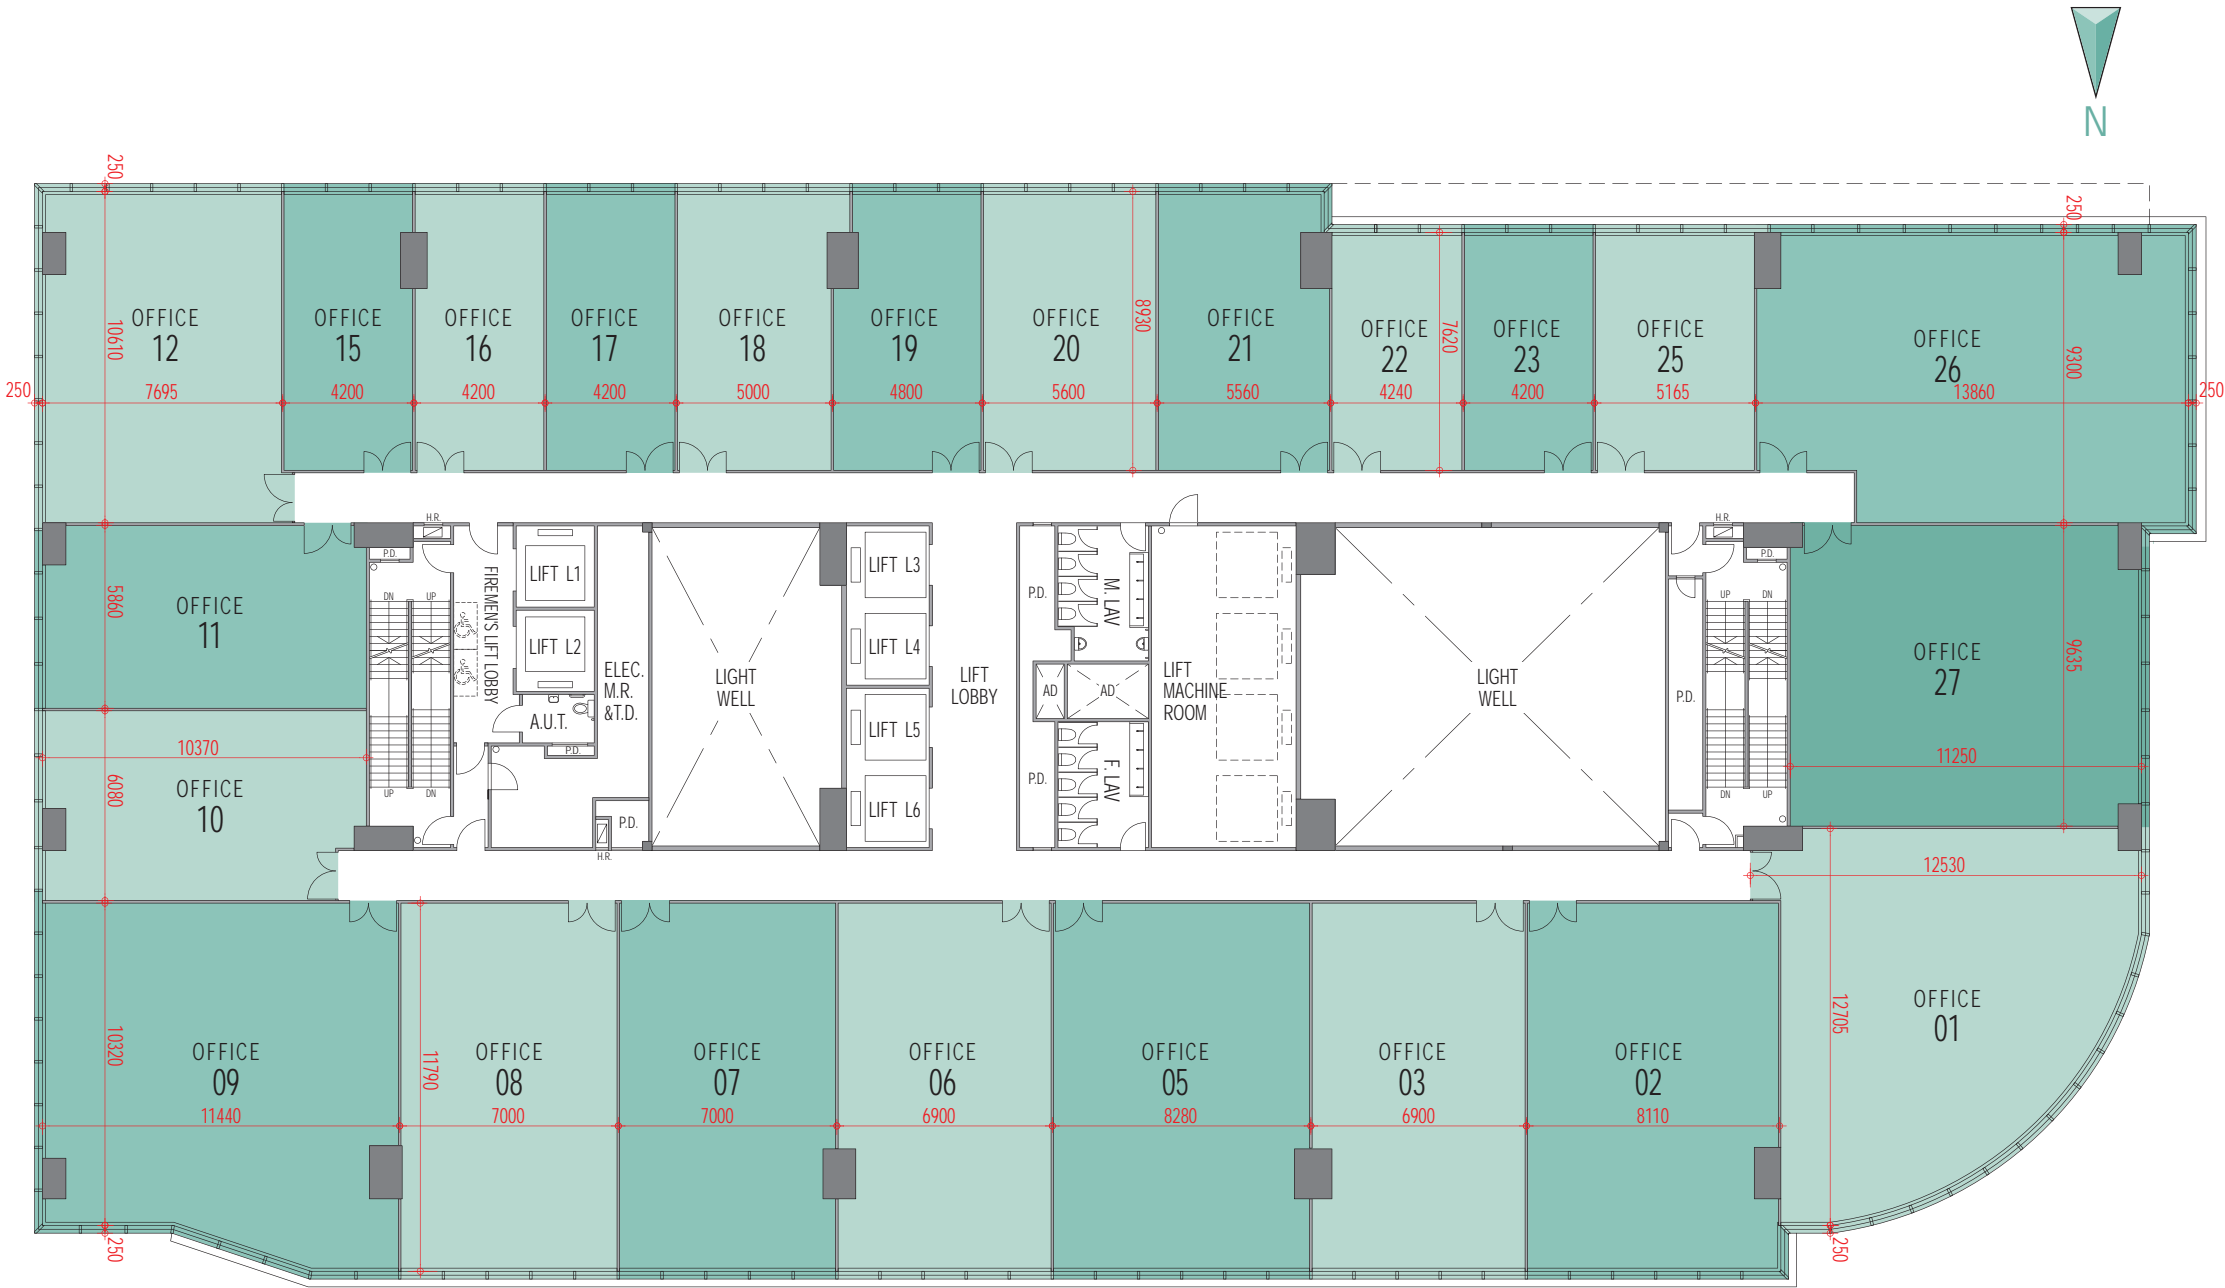 N
250
250
OFFICE
12
10610
7695
250
OFFICE
15
4200
OFFICE
16
4200
OFFICE
17
4200
OFFICE
18
5000
OFFICE
19
4800
OFFICE
20
5600
8930
OFFICE
21
5560
OFFICE
22
7620
4240
OFFICE
23
4200
OFFICE
25
5165
OFFICE
26
9300
13860
250
H.R.
P.D.
DN
UP
UP
DN
FIREMEN'S LIFT LOBBY
LIFT L1
LIFT L2
A.U.T.
P.D.
ELEC.
M.R.
&T.D.
P.D.
H.R.
LIGHT
WELL
LIFT L3
LIFT L4
LIFT L5
LIFT L6
LIFT
LOBBY
P.D.
M. LAV
AD
AD
P.D.
F. LAV
LIFT
MACHINE
ROOM
LIGHT
WELL
H.R.
P.D.
P.D.
UP
DN
DN
UP
OFFICE
11
5860
10370
OFFICE
10
6080
OFFICE
27
9635
11250
12530
OFFICE
09
10320
11440
250
OFFICE
08
11790
7000
OFFICE
07
7000
OFFICE
06
6900
OFFICE
05
8280
OFFICE
03
6900
OFFICE
02
8110
OFFICE
01
12705
250